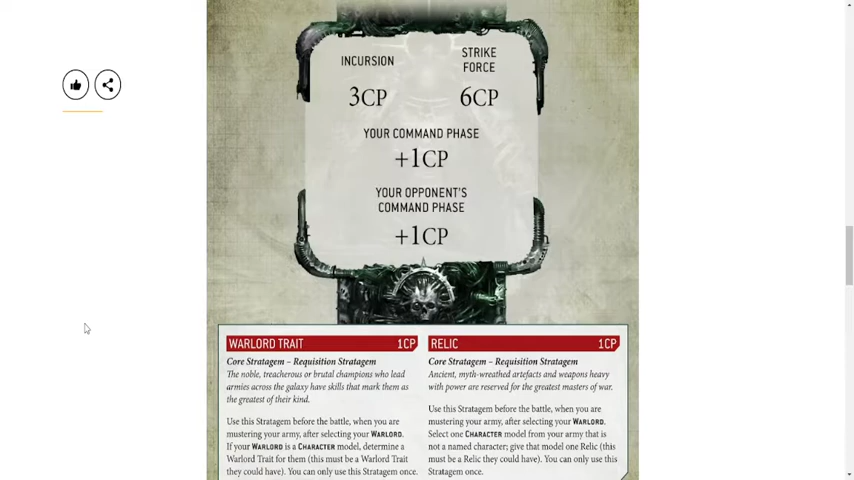 INCURSION
STRIKE
FORCE
3CP
6CP
YOUR COMMAND PHASE
+1CP
YOUR OPPONENT'S
COMMAND PHASE
+1CP
WARLORD TRAIT 1CP
Core Stratagem – Requisition Stratagem
The noble, treacherous or brutal champions who lead
armies across the galaxy have skills that mark them as
the greatest of their kind.
Use this Stratagem before the battle, when you are
mustering your army, after selecting your WARLORD.
If your WARLORD is a CHARACTER model, determine a
Warlord Trait for them (this must be a Warlord Trait
they could have). You can only use this Stratagem once.
RELIC 1CP
Core Stratagem – Requisition Stratagem
Ancient, myth-wreathed artefacts and weapons heavy
with power are reserved for the greatest masters of war.
Use this Stratagem before the battle, when you are
mustering your army, after selecting your WARLORD.
Select one CHARACTER model from your army that is
not a named character; give that model one Relic (this
must be a Relic they could have). You can only use this
Stratagem once.